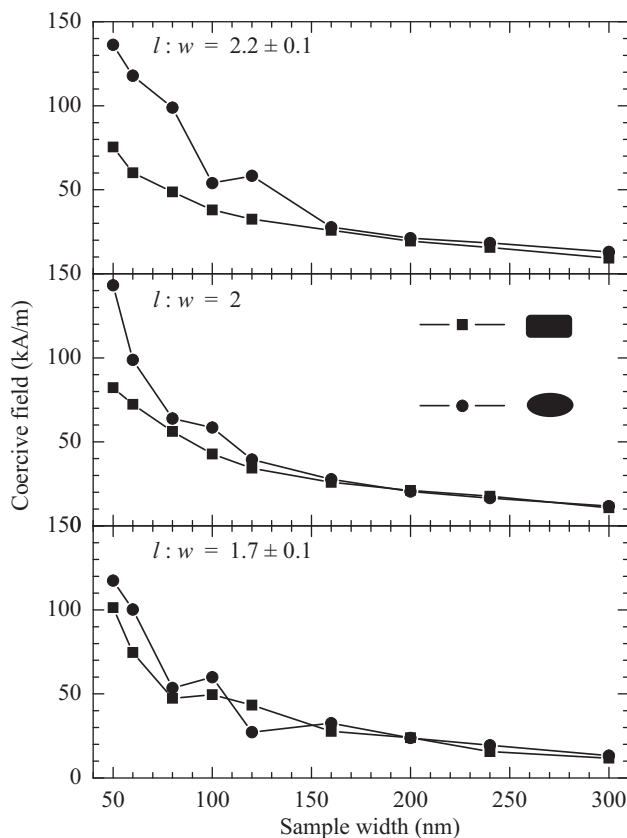 150
l : w = 2.2 ± 0.1
100
50
150
l : w = 2
100
50
150
l : w = 1.7 ± 0.1
100
50
0
Coercive field (kA/m)
50 100 150 200 250 300
Sample width (nm)